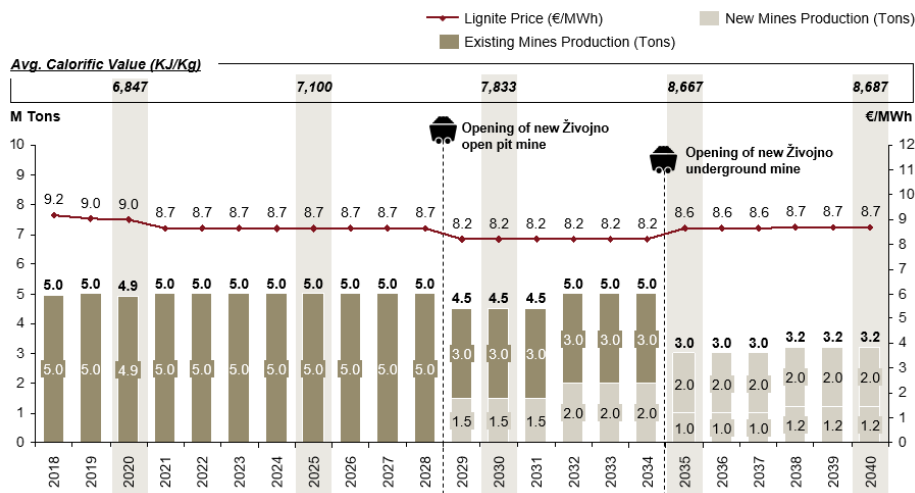 Lignite Price (€/MWh)
New Mines Production (Tons)
Existing Mines Production (Tons)
Avg. Calorific Value (KJ/Kg)
6,847 7,100 7,833 8,667 8,687
M Tons €/MWh
Opening of new Živojno
open pit mine
Opening of new Živojno
underground mine
10 9 8 7 6 5 4 3 2 1 0
12 11 10 9 8 7 6 5 4 3 2 1 0
9.2 9.0 9.0 8.7 8.7 8.7 8.7 8.7 8.7 8.7 8.7 8.2 8.2 8.2 8.2 8.2 8.2 8.6 8.6 8.6 8.7 8.7 8.7
5.0 5.0 4.9 5.0 5.0 5.0 5.0 5.0 5.0 5.0 5.0 4.5 4.5 4.5 5.0 5.0 5.0 3.0 3.0 3.0 3.2 3.2 3.2
5.0 5.0 4.9 5.0 5.0 5.0 5.0 5.0 5.0 5.0 5.0 3.0 3.0 3.0 3.0 3.0 3.0 2.0 2.0 2.0 2.0 2.0 2.0
1.5 1.5 1.5 2.0 2.0 2.0 1.0 1.0 1.0 1.2 1.2 1.2
2018 2019 2020 2021 2022 2023 2024 2025 2026 2027 2028 2029 2030 2031 2032 2033 2034 2035 2036 2037 2038 2039 2040